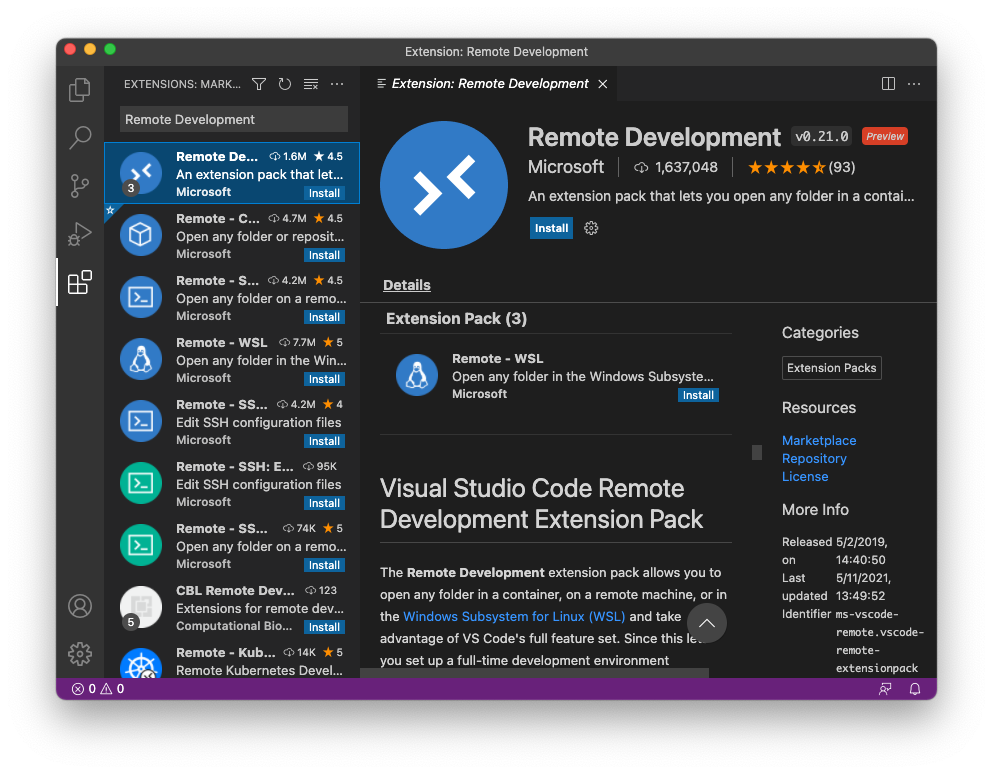 Extension: Remote Development
EXTENSIONS: MARK...
Remote Development
Remote De... 1.6M ★ 4.5
An extension pack that let...
Microsoft Install
3
Remote - C... 4.7M ★ 4.5
Open any folder or reposit...
Microsoft Install
Remote - S... 4.2M ★ 4.5
Open any folder on a remo...
Microsoft Install
Remote - WSL 7.7M ★ 5
Open any folder in the Win...
Microsoft Install
Remote - SS... 4.2M ★ 4
Edit SSH configuration files
Microsoft Install
Remote - SSH: E... 95K
Edit SSH configuration files
Microsoft Install
Remote - SS... 74K ★ 5
Open any folder on a remo...
Microsoft Install
CBL Remote Dev... 123
Extensions for remote dev...
5
Computational Bio... Install
Remote - Kub... 14K ★ 5
Remote Kubernetes Devel...
Extension: Remote Development
Remote Development v0.21.0 Preview
Microsoft 1,637,048 (93)
An extension pack that lets you open any folder in a contai...
Install
Details
Extension Pack (3)
Remote - WSL
Open any folder in the Windows Subsyste...
Microsoft Install
Visual Studio Code Remote
Development Extension Pack
The Remote Development extension pack allows you to
open any folder in a container, on a remote machine, or in
the Windows Subsystem for Linux (WSL) and take
advantage of VS Code's full feature set. Since this
you set up a full-time development environment
Categories
Extension Packs
Resources
Marketplace
Repository
License
More Info
Released on 5/2/2019, 14:40:50
Last updated 5/11/2021, 13:49:52
Identifier ms-vscode-
remote.vscode-
remote-
extensionpack
0 0